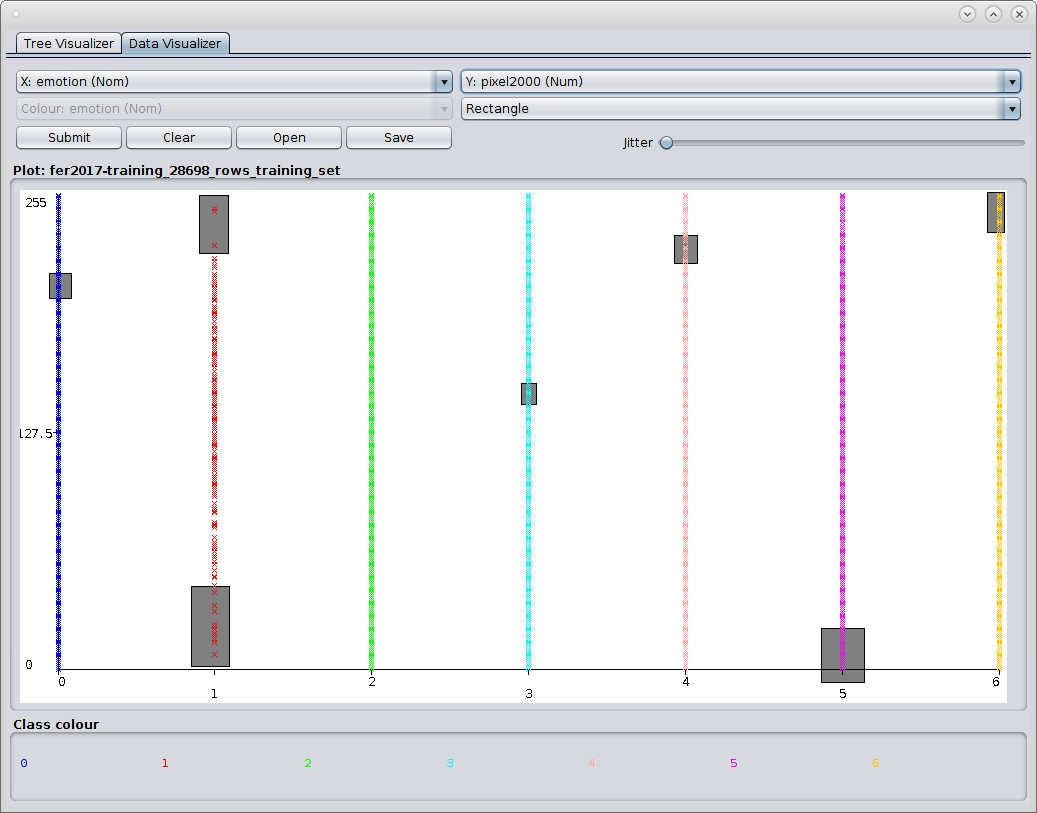 Tree Visualizer Data Visualizer
X: emotion (Nom) Y: pixel2000 (Num)
Colour: emotion (Nom) Rectangle
Submit Clear Open Save Jitter
Plot: fer2017-training_28698_rows_training_set
255
127.5
0
0 1 2 3 4 5 6
Class colour
0 1 2 3 4 5 6